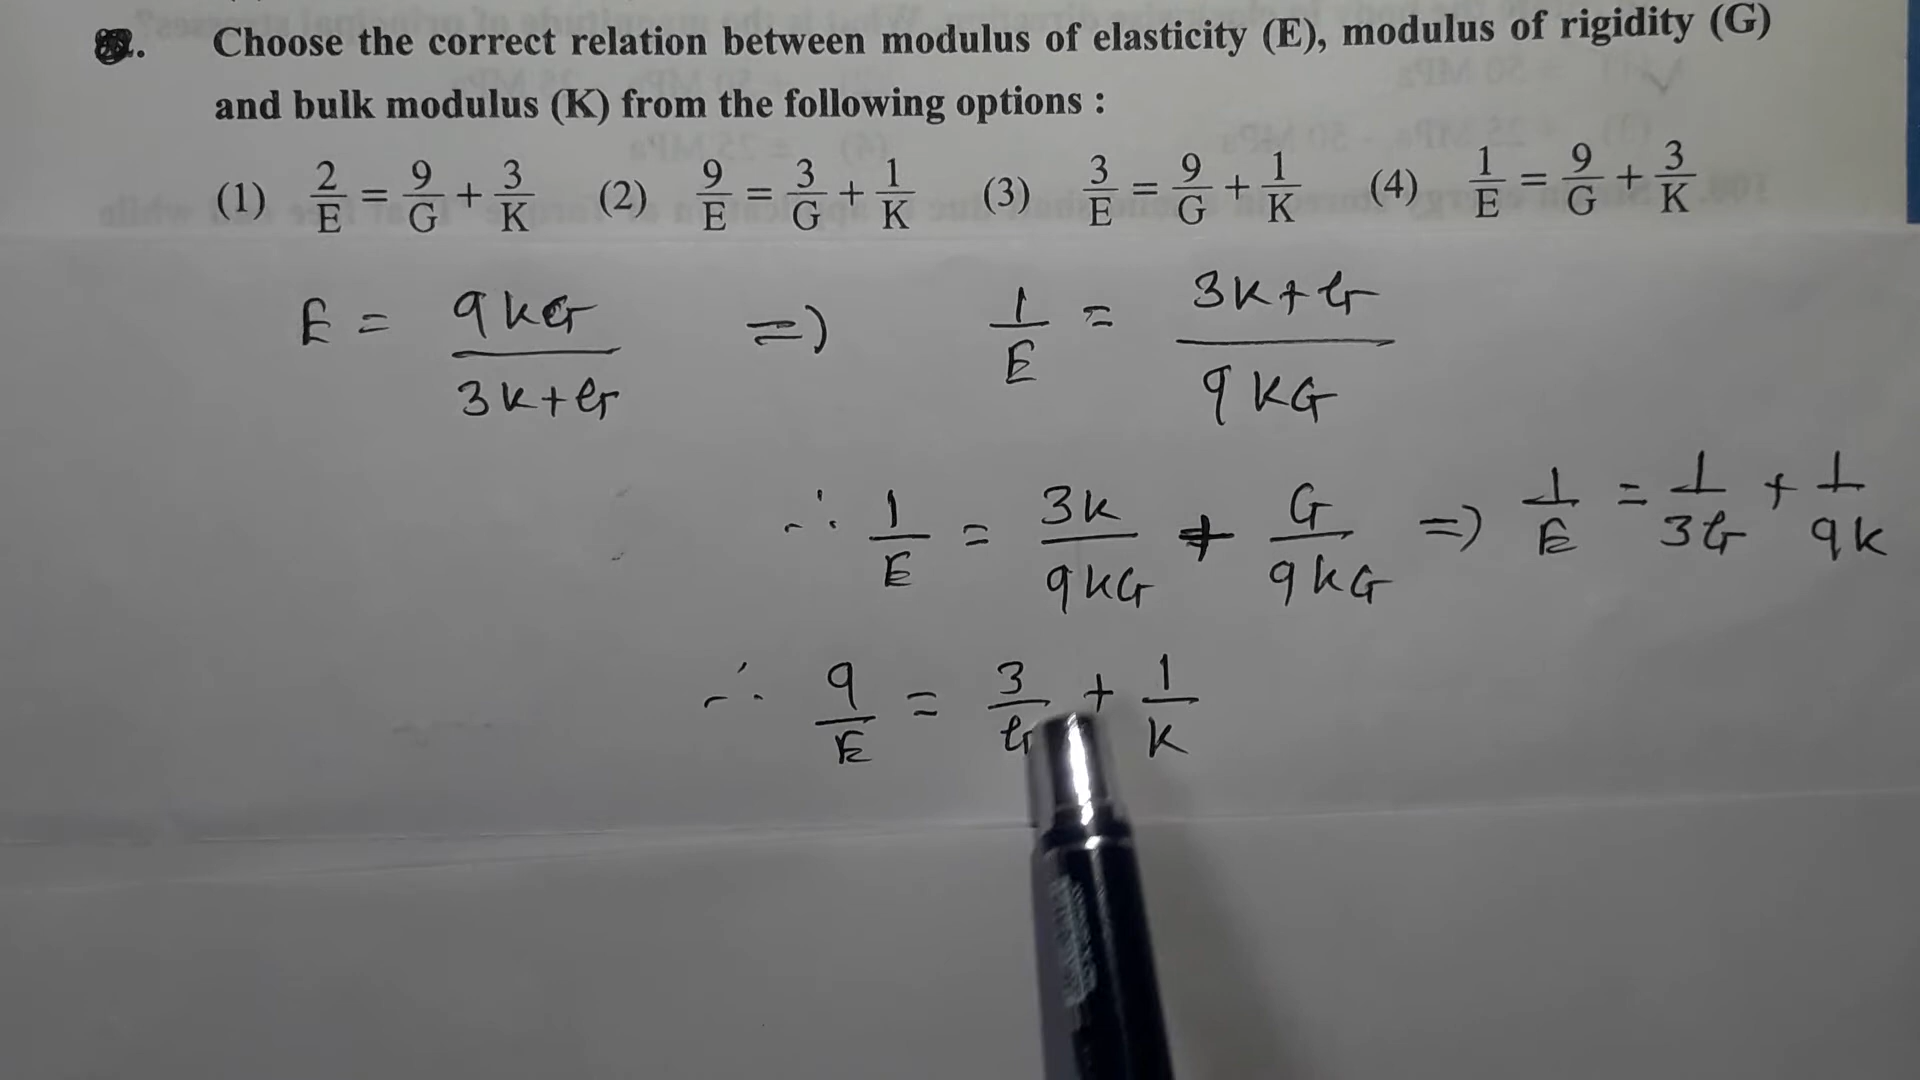 Choose the correct relation between modulus of elasticity (E), modulus of rigidity (G)
and bulk modulus (K) from the following options :
(1) 2/E = 9/G + 3/K (2) 9/E = 3/G + 1/K (3) 3/E = 9/G + 1/K (4) 1/E = 9/G + 3/K
E = 9KG/3K+G => 1/E = 3K+G/9KG
∴ 1/E = 3K/9KG + G/9KG => 1/E = 1/3G + 1/9K
∴ 9/E = 3/G + 1/K